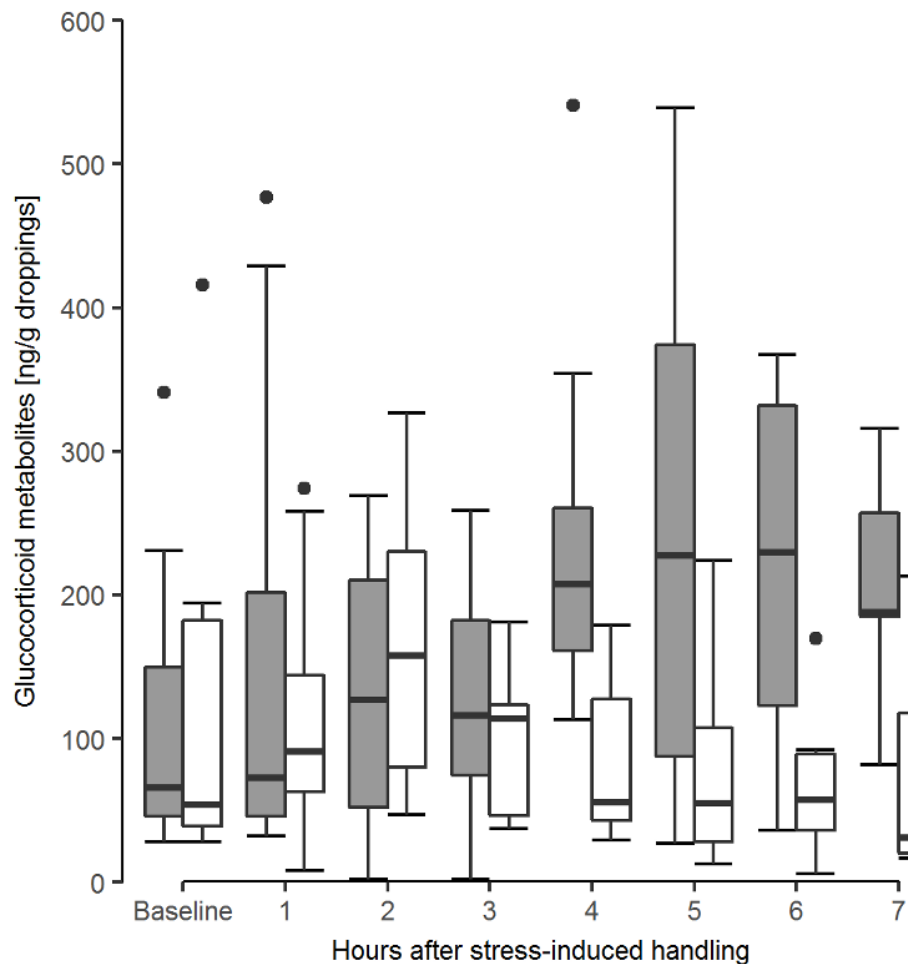 Glucocorticoid metabolites [ng/g droppings]
600
500
400
300
200
100
0
Baseline 1 2 3 4 5 6 7
Hours after stress-induced handling